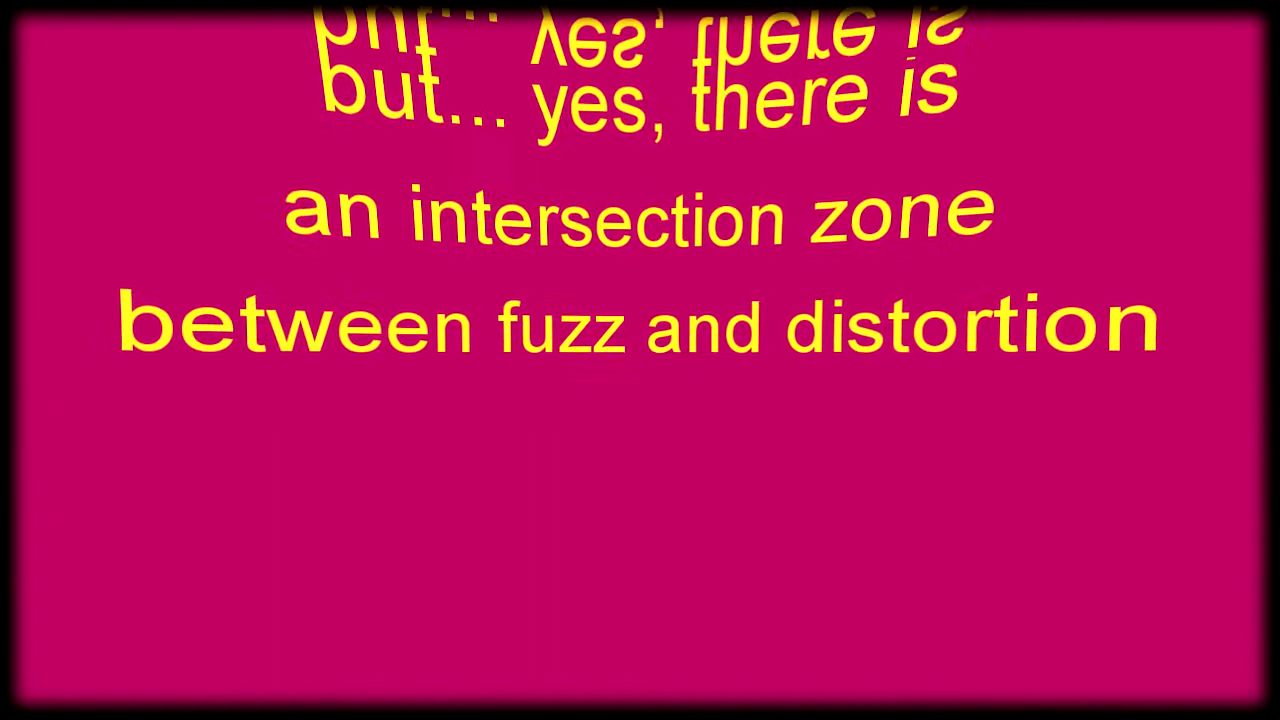 but... yes, there is
an intersection zone
between fuzz and distortion